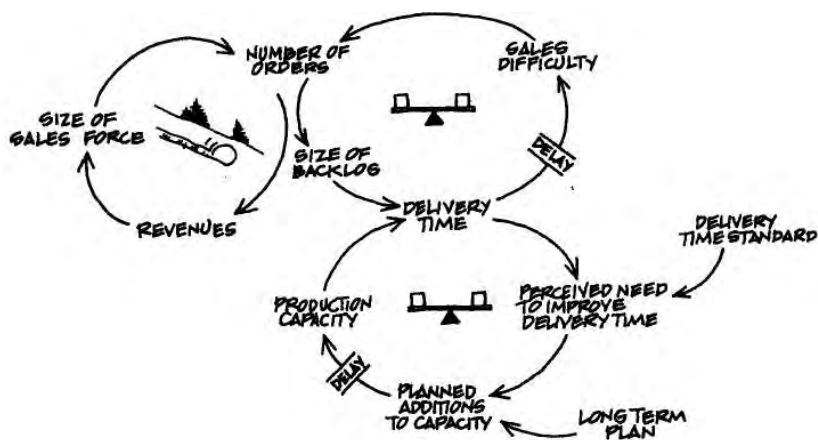 NUMBER OF
ORDERS
SALES
DIFFICULTY
SIZE OF
SALES FORCE
SIZE OF
BACKLOG
DELAY
REVENUES
DELIVERY
TIME
DELIVERY
TIME STANDARD
PRODUCTION
CAPACITY
PERCEIVED NEED
TO IMPROVE
DELIVERY TIME
DELAY
PLANNED
ADDITIONS
TO CAPACITY
LONG TERM
PLAN